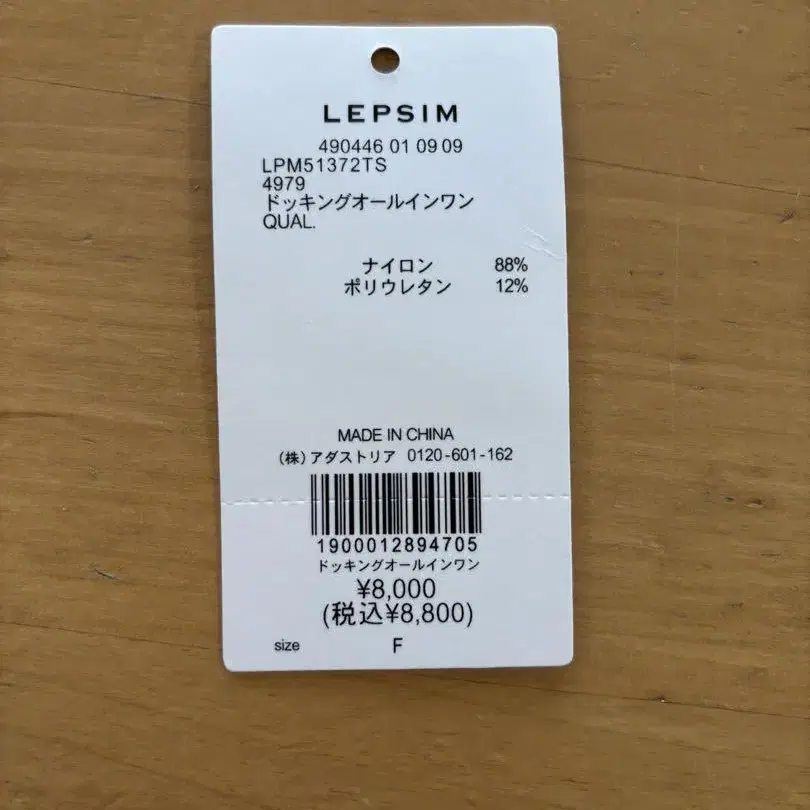 LEPSIM
490446 01 09 09
LPM51372TS
4979
ドッキングオールインワン
QUAL.
ナイロン 88%
ポリウレタン 12%
MADE IN CHINA
(株)アダストリア 0120-601-162
1900012894705
ドッキングオールインワン
¥8,000
(税込¥8,800)
size F